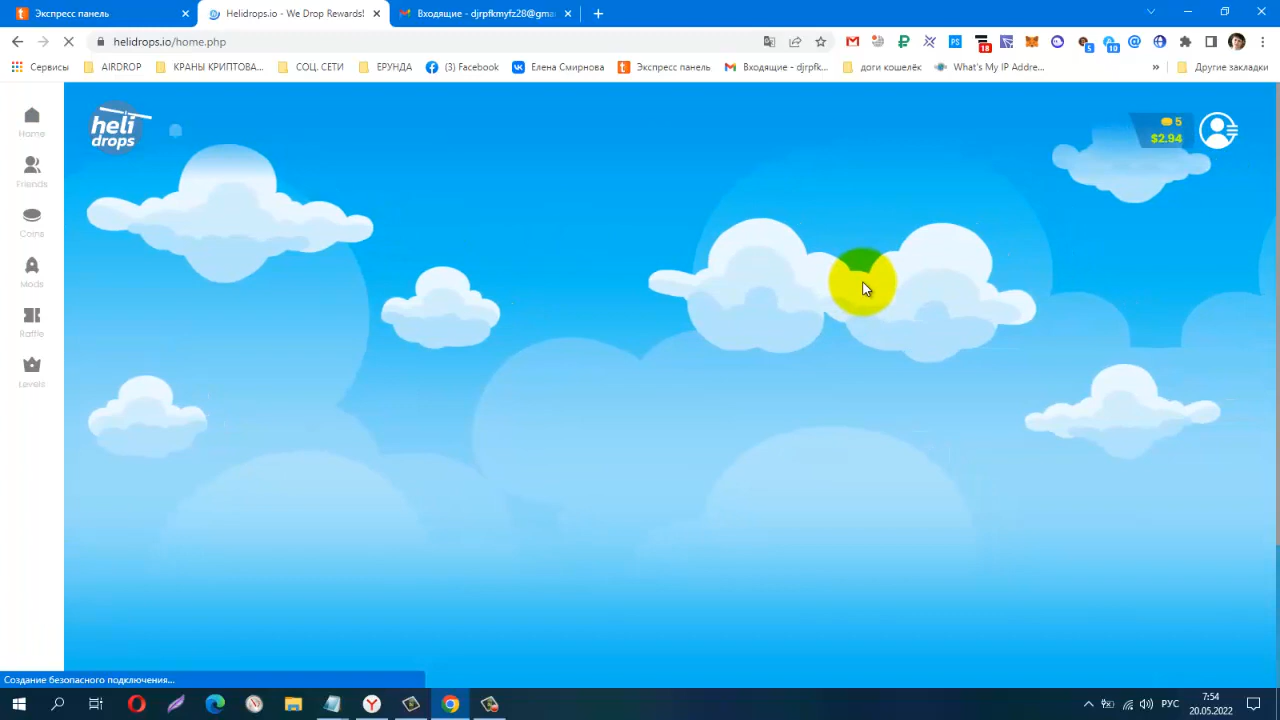 Экспресс панель
Helidrops.io - We Drop Rewards!
Входящие - djrpfkmyfz28@gma
helidrops.io/home.php
18
5
10
Сервисы
AIRDROP
КРАНЫ КРИПТОВА...
СОЦ. СЕТИ
ЕРУНДА
(3) Facebook
Елена Смирнова
Экспресс панель
Входящие - djrpfk...
доги кошелёк
What's My IP Addre...
»
Другие закладки
Home
Friends
Coins
Mods
Raffle
Levels
heli
drops
5
$2.94
Создание безопасного подключения...
РУС
7:54
20.05.2022